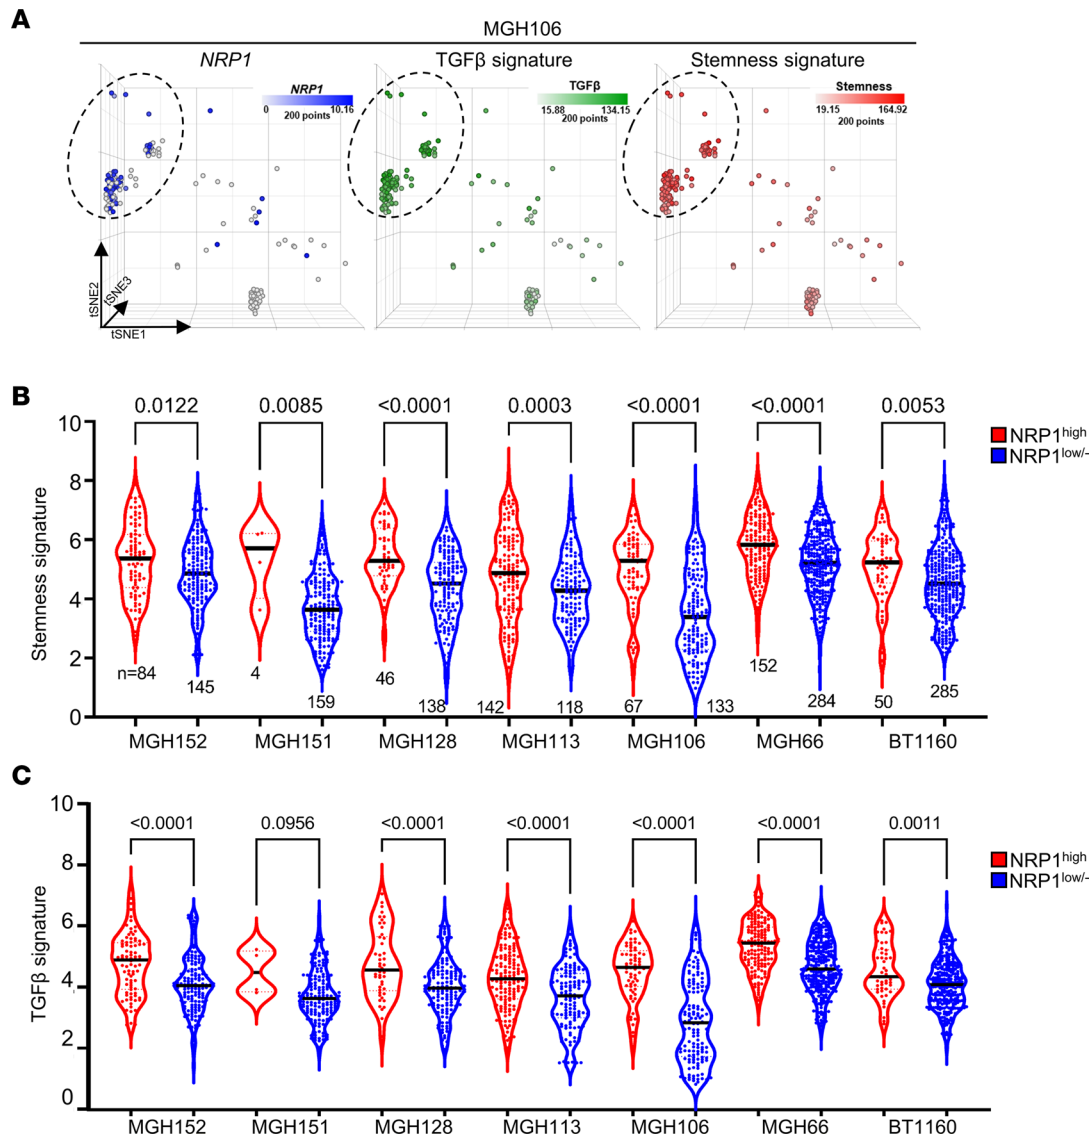 A
MGH106
NRP1
TGFβ signature
Stemness signature
NRP1
0 10.16
200 points
TGFβ
15.88 134.15
200 points
Stemness
19.15 164.92
200 points
tSNE2
tSNE3
tSNE1
B
0.0122 0.0085 <0.0001 0.0003 <0.0001 <0.0001 0.0053
NRP1high
NRP1low/-
Stemness signature
10
8
6
4
2
0
n=84 145 4 159 46 138 142 118 67 133 152 284 50 285
MGH152 MGH151 MGH128 MGH113 MGH106 MGH66 BT1160
C
<0.0001 0.0956 <0.0001 <0.0001 <0.0001 <0.0001 0.0011
NRP1high
NRP1low/-
TGFβ signature
10
8
6
4
2
0
MGH152 MGH151 MGH128 MGH113 MGH106 MGH66 BT1160